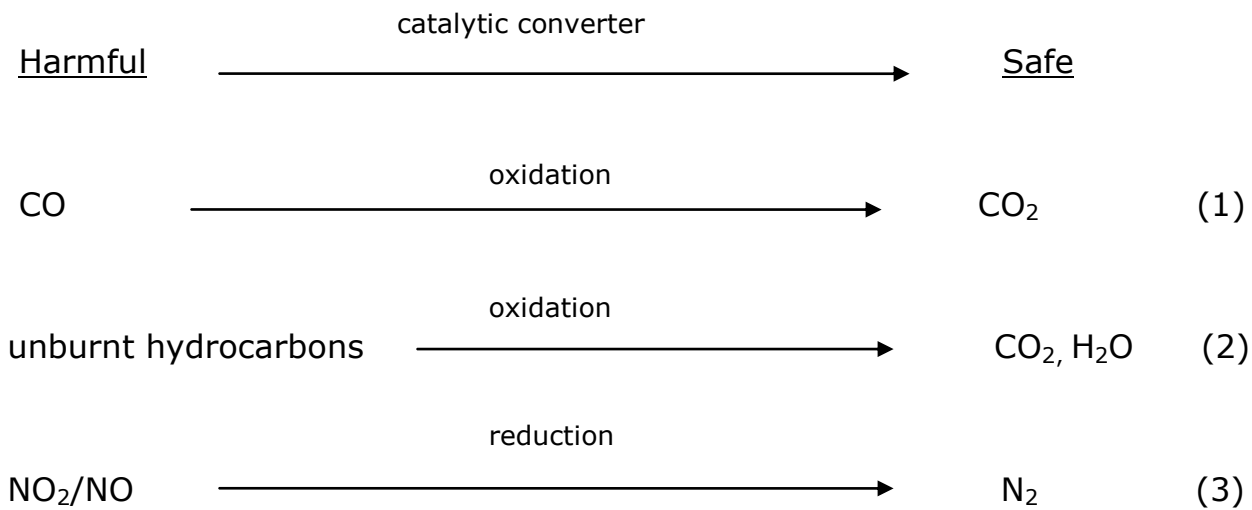 catalytic converter
Harmful Safe
oxidation
CO CO₂ (1)
oxidation
unburnt hydrocarbons CO₂, H₂O (2)
reduction
NO₂/NO N₂ (3)